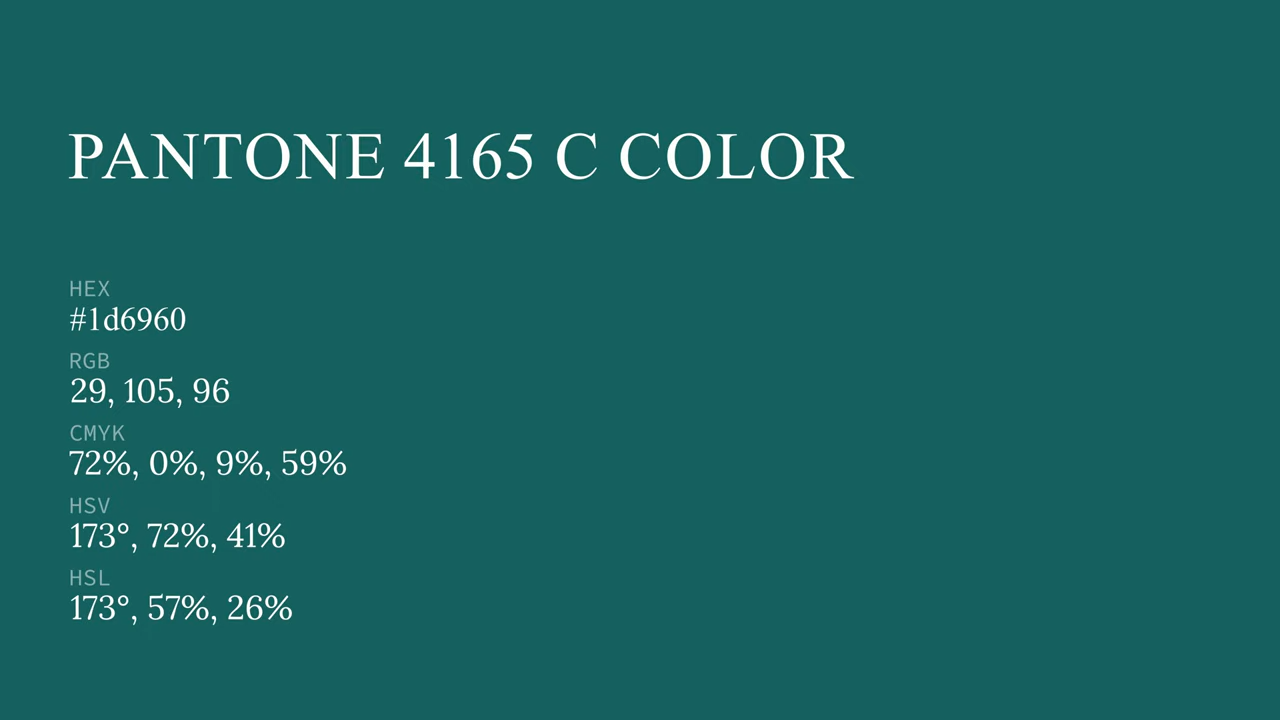 PANTONE 4165 C COLOR
HEX
#1d6960
RGB
29, 105, 96
CMYK
72%, 0%, 9%, 59%
HSV
173°, 72%, 41%
HSL
173°, 57%, 26%